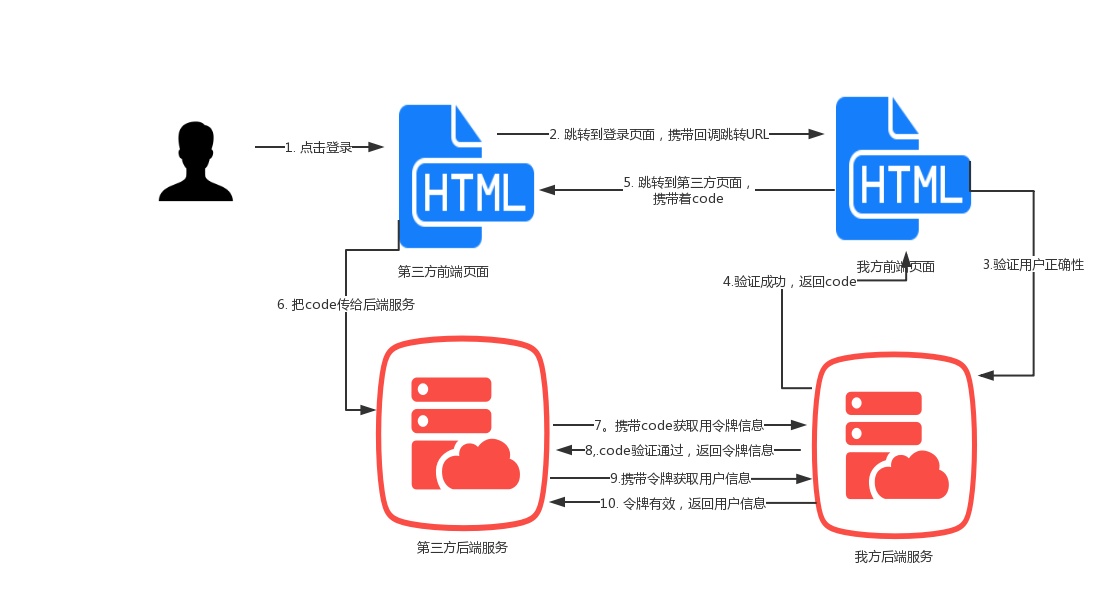 1. 点击登录
2. 跳转到登录页面，携带回调跳转URL
HTML
HTML
5. 跳转到第三方页面，
携带着code
第三方前端页面
我方前端页面
3.验证用户正确性
4.验证成功，返回code
6. 把code传给后端服务
7。携带code获取用令牌信息
8,.code验证通过，返回令牌信息
9.携带令牌获取用户信息
10. 令牌有效，返回用户信息
第三方后端服务
我方后端服务